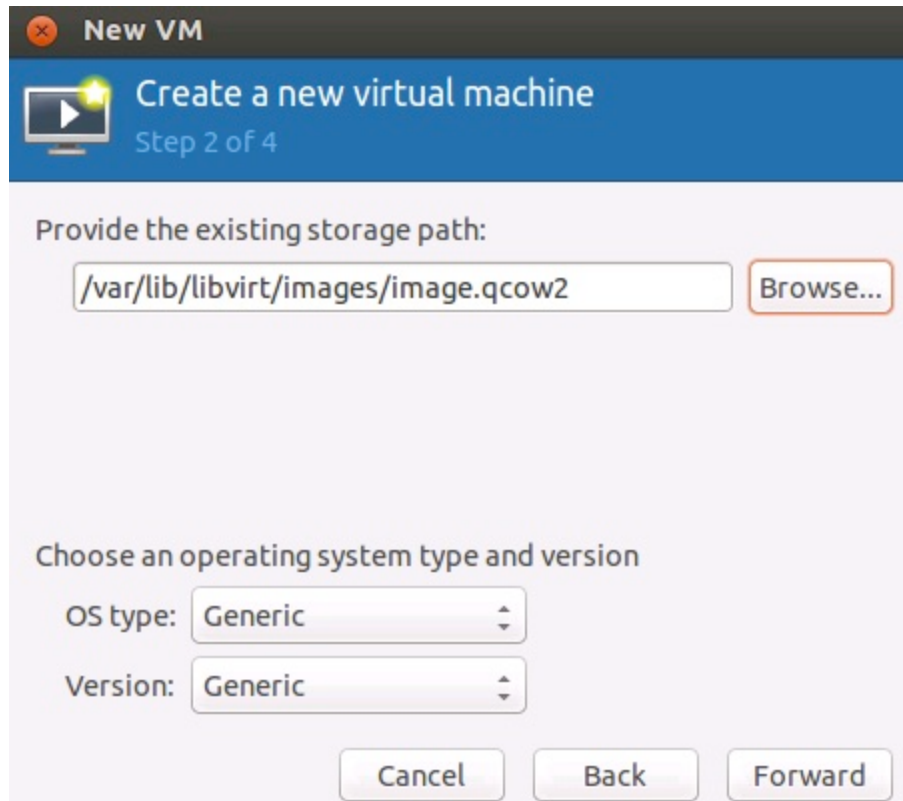 New VM
Create a new virtual machine
Step 2 of 4
Provide the existing storage path:
/var/lib/libvirt/images/image.qcow2 Browse...
Choose an operating system type and version
OS type: Generic
Version: Generic
Cancel Back Forward